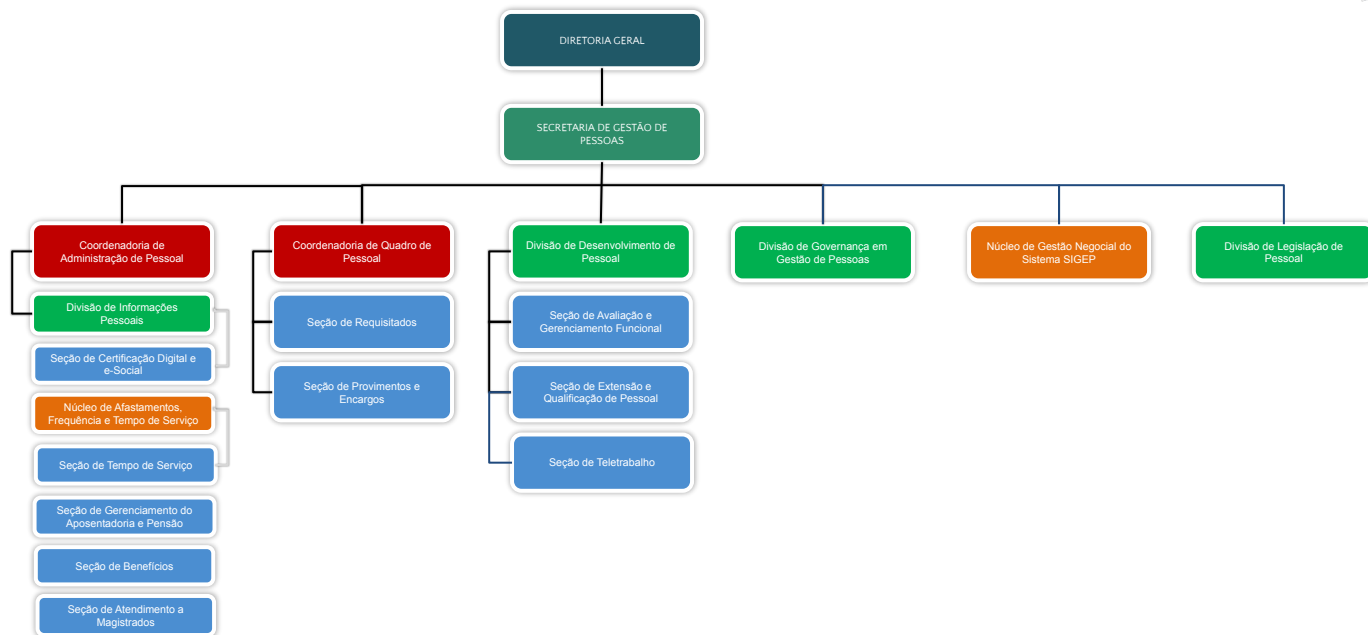 DIRETORIA GERAL
SECRETARIA DE GESTÃO DE
PESSOAS
Coordenadoria de
Administração de Pessoal
Coordenadoria de Quadro de
Pessoal
Divisão de Desenvolvimento de
Pessoal
Divisão de Governança em
Gestão de Pessoas
Núcleo de Gestão Negocial do
Sistema SIGEP
Divisão de Legislação de
Pessoal
Divisão de Informações
Pessoais
Seção de Certificação Digital e
e-Social
Núcleo de Afastamentos,
Frequência e Tempo de Serviço
Seção de Tempo de Serviço
Seção de Gerenciamento do
Aposentadoria e Pensão
Seção de Benefícios
Seção de Atendimento a
Magistrados
Seção de Requisitados
Seção de Provimentos e
Encargos
Seção de Avaliação e
Gerenciamento Funcional
Seção de Extensão e
Qualificação de Pessoal
Seção de Teletrabalho